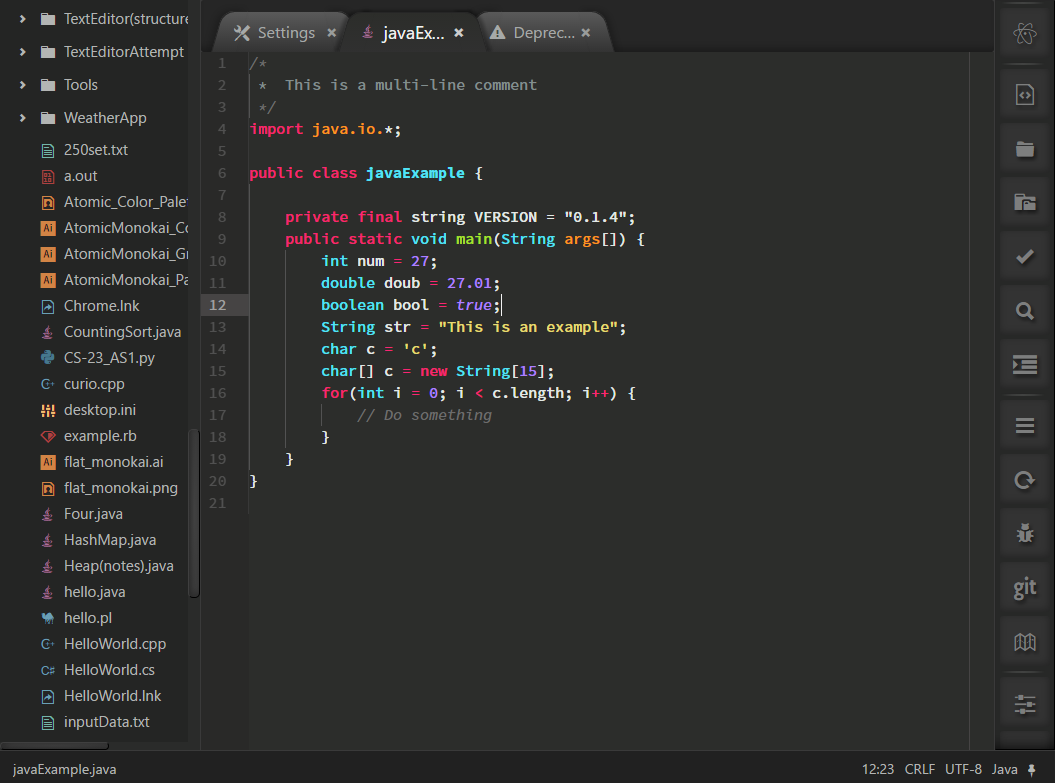 TextEditor(structure
TextEditorAttempt
Tools
WeatherApp
250set.txt
a.out
Atomic_Color_Pale
AtomicMonokai_Co
AtomicMonokai_Gr
AtomicMonokai_Pa
Chrome.lnk
CountingSort.java
CS-23_AS1.py
curio.cpp
desktop.ini
example.rb
flat_monokai.ai
flat_monokai.png
Four.java
HashMap.java
Heap(notes).java
hello.java
hello.pl
HelloWorld.cpp
HelloWorld.cs
HelloWorld.lnk
inputData.txt
Settings × javaEx... × Deprec... ×
1 /*
2  *  This is a multi-line comment
3  */
4 import java.io.*;
5
6 public class javaExample {
7
8     private final string VERSION = "0.1.4";
9     public static void main(String args[]) {
10         int num = 27;
11         double doub = 27.01;
12         boolean bool = true;
13         String str = "This is an example";
14         char c = 'c';
15         char[] c = new String[15];
16         for(int i = 0; i < c.length; i++) {
17             // Do something
18         }
19     }
20 }
21
git
javaExample.java
12:23 CRLF UTF-8 Java